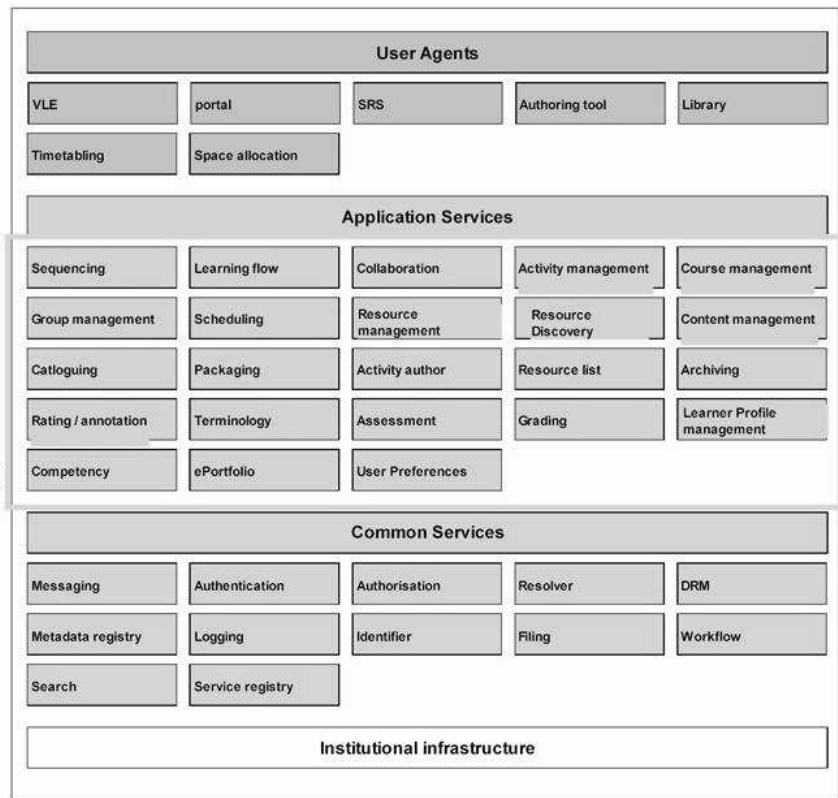 User Agents
VLE
portal
SRS
Authoring tool
Library
Timetabling
Space allocation
Application Services
Sequencing
Learning flow
Collaboration
Activity management
Course management
Group management
Scheduling
Resource
management
Resource
Discovery
Content management
Catloguing
Packaging
Activity author
Resource list
Archiving
Rating / annotation
Terminology
Assessment
Grading
Learner Profile
management
Competency
ePortfolio
User Preferences
Common Services
Messaging
Authentication
Authorisation
Resolver
DRM
Metadata registry
Logging
Identifier
Filing
Workflow
Search
Service registry
Institutional infrastructure